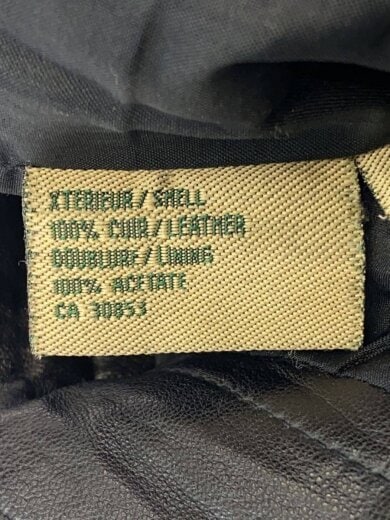 XTERIEUR/SHELL
100% CUIR/LEATHER
DOUBLURE/LINING
100% ACETATE
CA 30853